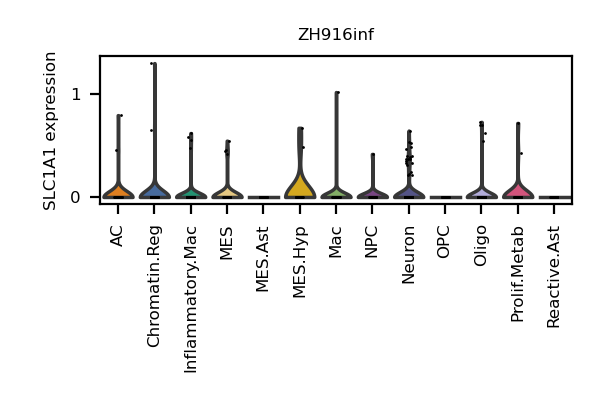 ZH916inf
SLC1A1 expression
1
0
AC
Chromatin.Reg
Inflammatory.Mac
MES
MES.Ast
MES.Hyp
Mac
NPC
Neuron
OPC
Oligo
Prolif.Metab
Reactive.Ast